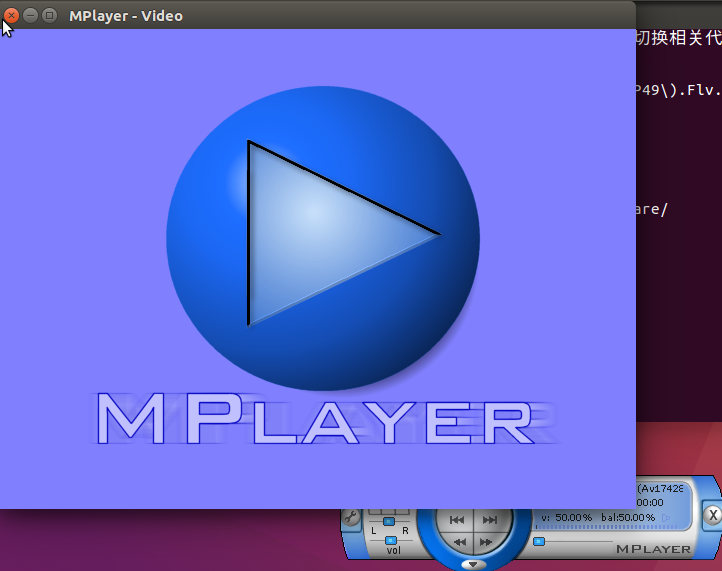 MPlayer - Video
切换相关代
P49\).Flv.
are/
MPLAYER
(Av17428
00:00
v: 50.00% bal:50.00%
L R
vol
X
MPLAYER